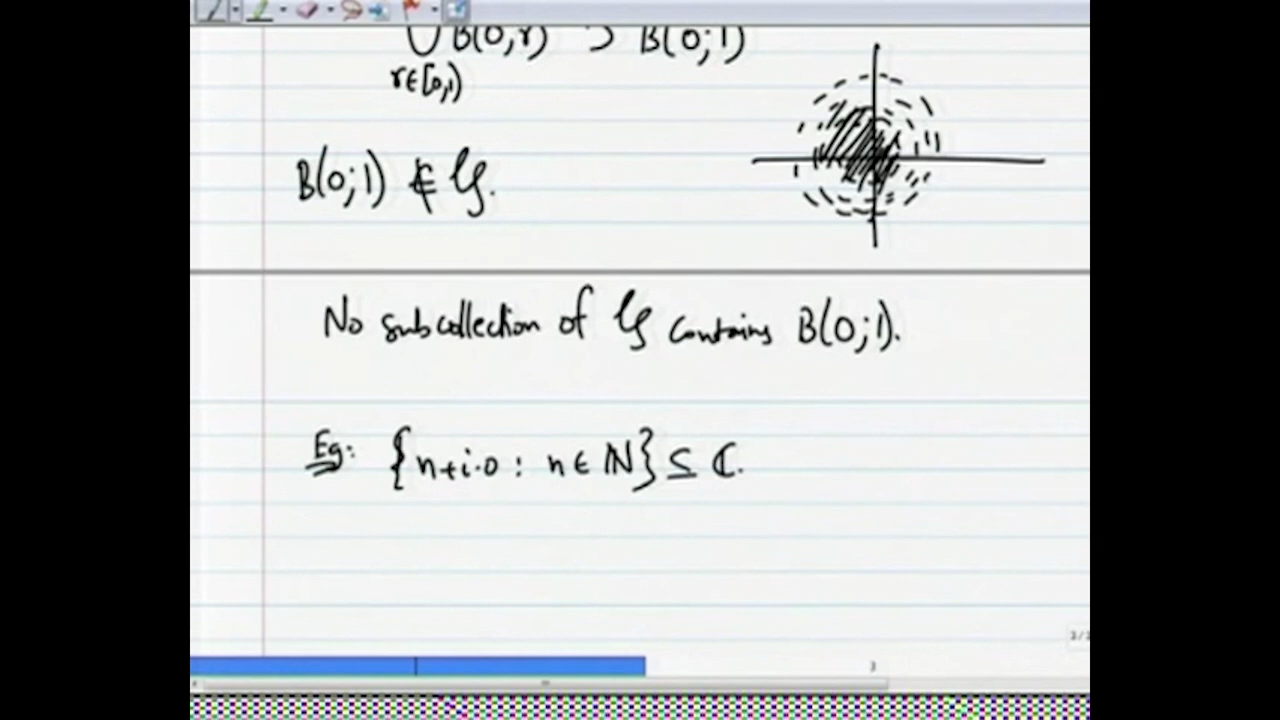 ⋃ B(0,r) ⊃ B(0;1)
r∈[0,1)
B(0;1) ∉ 𝒢.
No subcollection of 𝒢 contains B(0;1).
Eg: {n+i·0 : n ∈ ℕ} ⊆ ℂ.